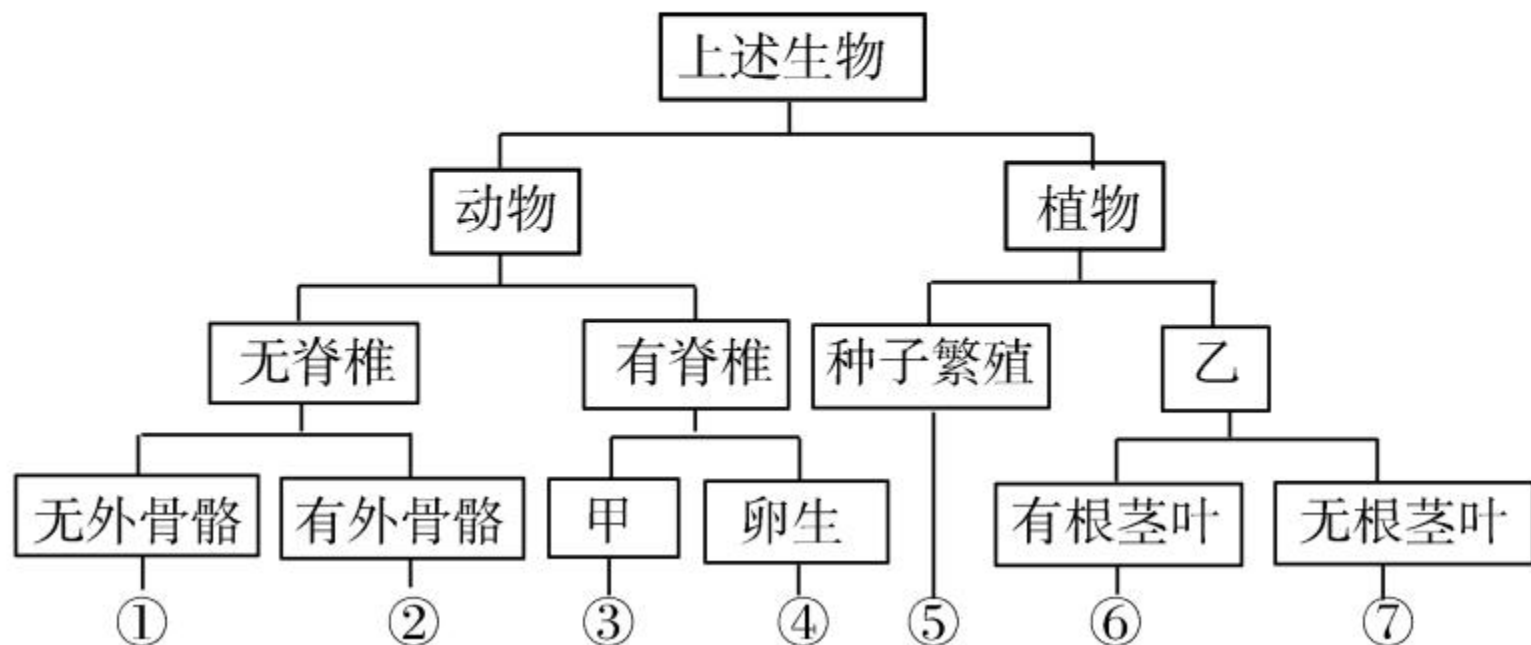 上述生物
动物
植物
无脊椎
有脊椎
种子繁殖
乙
无外骨骼
有外骨骼
甲
卵生
有根茎叶
无根茎叶
①
②
③
④
⑤
⑥
⑦